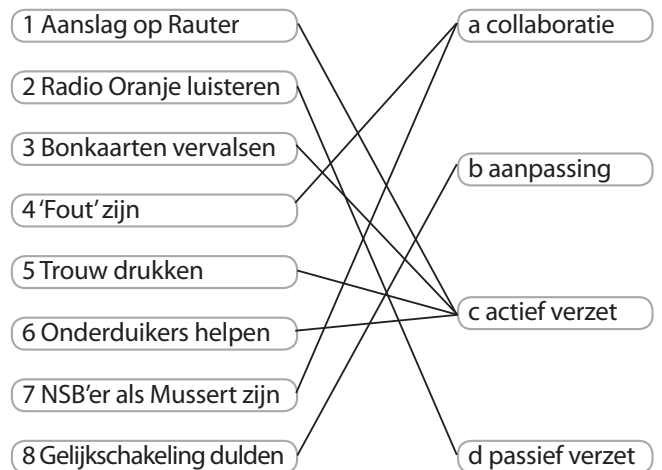 1 Aanslag op Rauter
2 Radio Oranje luisteren
3 Bonkaarten vervalsen
4 'Fout' zijn
5 Trouw drukken
6 Onderduikers helpen
7 NSB'er als Mussert zijn
8 Gelijkschakeling dulden
a collaboratie
b aanpassing
c actief verzet
d passief verzet